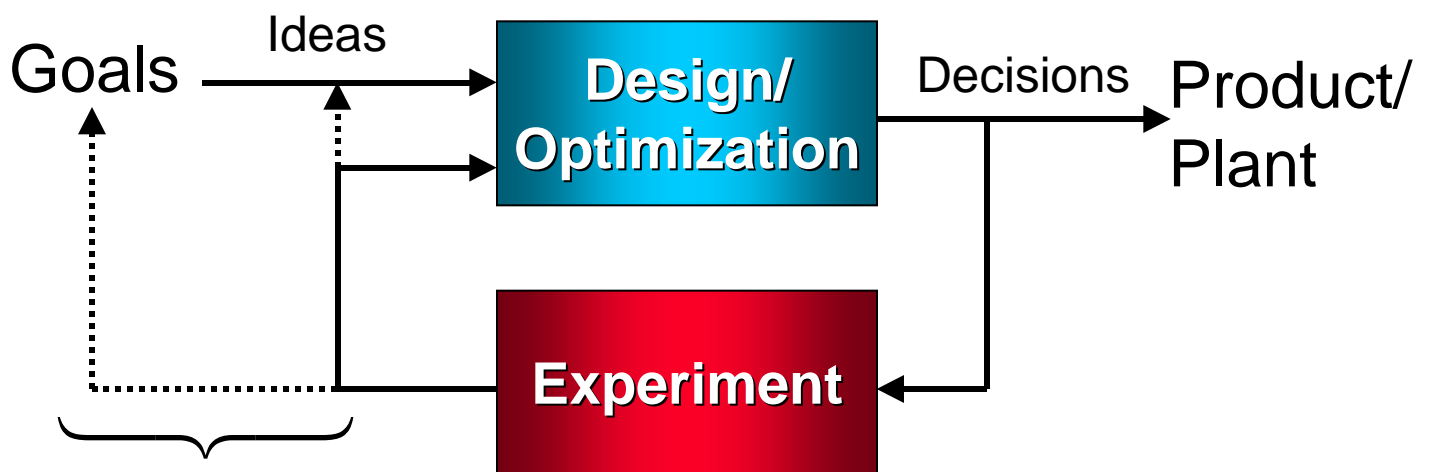 Goals
Ideas
Design/
Optimization
Decisions
Product/
Plant
Experiment